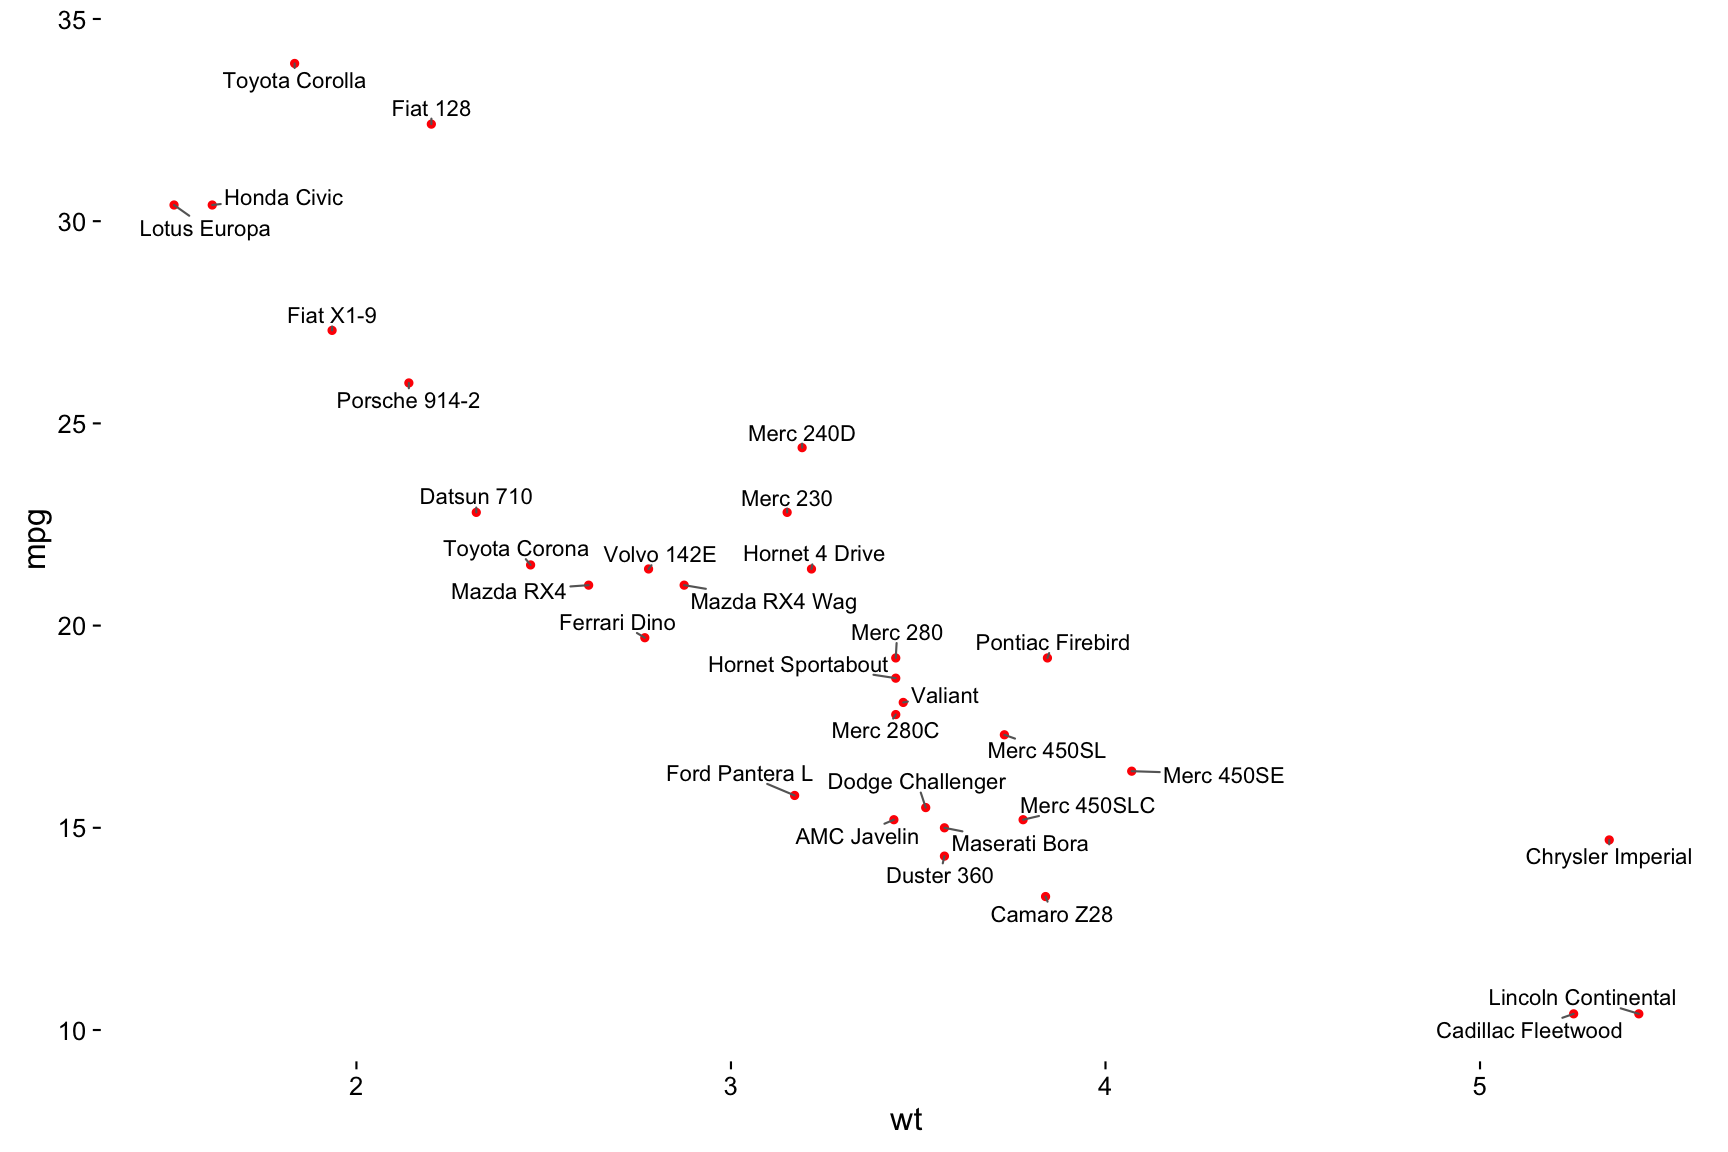 35
Toyota Corolla
Fiat 128
Honda Civic
30
Lotus Europa
Fiat X1-9
Porsche 914-2
25
Merc 240D
Datsun 710
Merc 230
mpg
Toyota Corona
Volvo 142E
Hornet 4 Drive
Mazda RX4
Mazda RX4 Wag
20
Ferrari Dino
Merc 280
Pontiac Firebird
Hornet Sportabout
Valiant
Merc 280C
Merc 450SL
Ford Pantera L
Merc 450SE
Dodge Challenger
Merc 450SLC
15
AMC Javelin
Maserati Bora
Chrysler Imperial
Duster 360
Camaro Z28
Lincoln Continental
10
Cadillac Fleetwood
2
3
4
5
wt